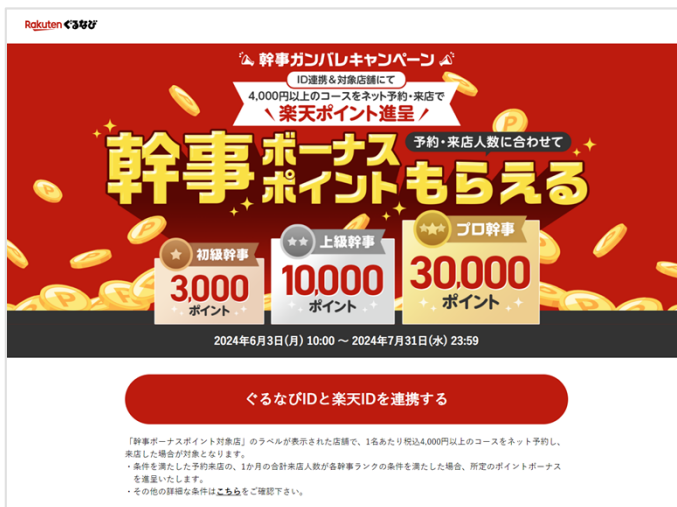 Rakuten ぐるなび
幹事ガンバレキャンペーン
ID連携&対象店舗にて
4,000円以上のコースをネット予約・来店で
楽天ポイント進呈
幹事ボーナスポイントもらえる
予約・来店人数に合わせて
初級幹事
3,000
ポイント
上級幹事
10,000
ポイント
プロ幹事
30,000
ポイント
2024年6月3日(月) 10:00 ～ 2024年7月31日(水) 23:59
ぐるなびIDと楽天IDを連携する
「幹事ボーナスポイント対象店」のラベルが表示された店舗で、1名あたり税込4,000円以上のコースをネット予約し、
来店した場合が対象となります。
・条件を満たした予約来店の、1か月の合計来店人数が各幹事ランクの条件を満たした場合、所定のポイントボーナス
を進呈いたします。
・その他の詳細な条件はこちらをご確認下さい。